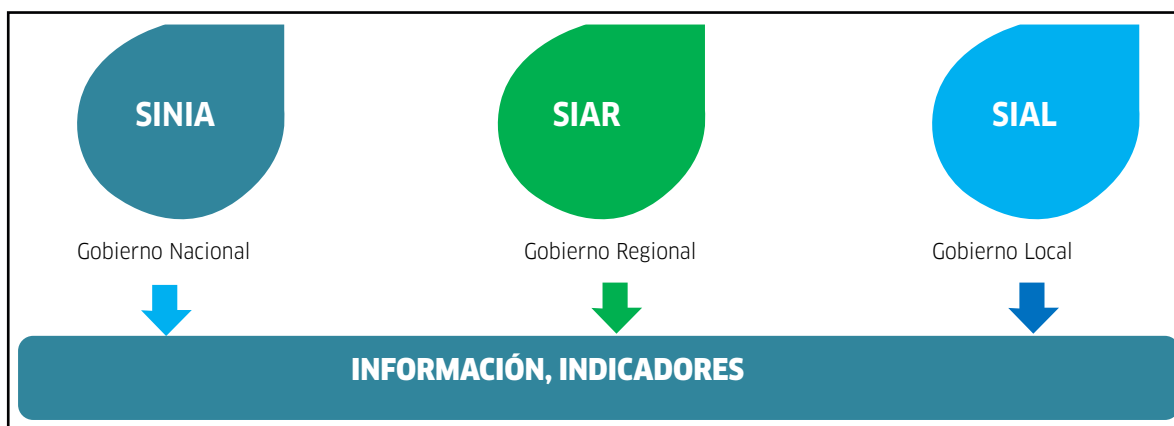 SINIA
SIAR
SIAL
Gobierno Nacional
Gobierno Regional
Gobierno Local
INFORMACIÓN, INDICADORES